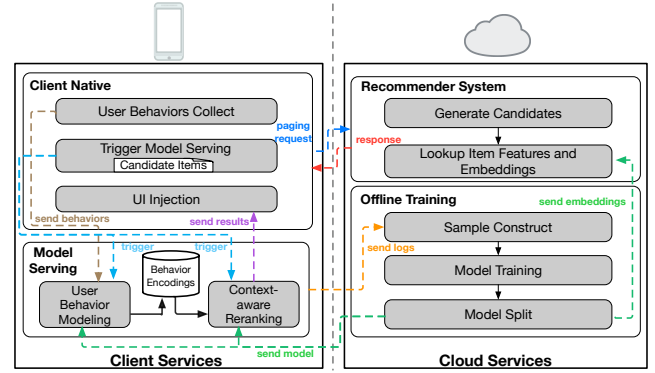 Client Native
User Behaviors Collect
Trigger Model Serving
Candidate Items
UI Injection
send behaviors
send results
trigger
trigger
Model
Serving
Behavior
Encodings
User
Behavior
Modeling
Context-
aware
Reranking
Client Services
paging
request
response
send logs
send model
Recommender System
Generate Candidates
Lookup Item Features and
Embeddings
Offline Training
send embeddings
Sample Construct
Model Training
Model Split
Cloud Services